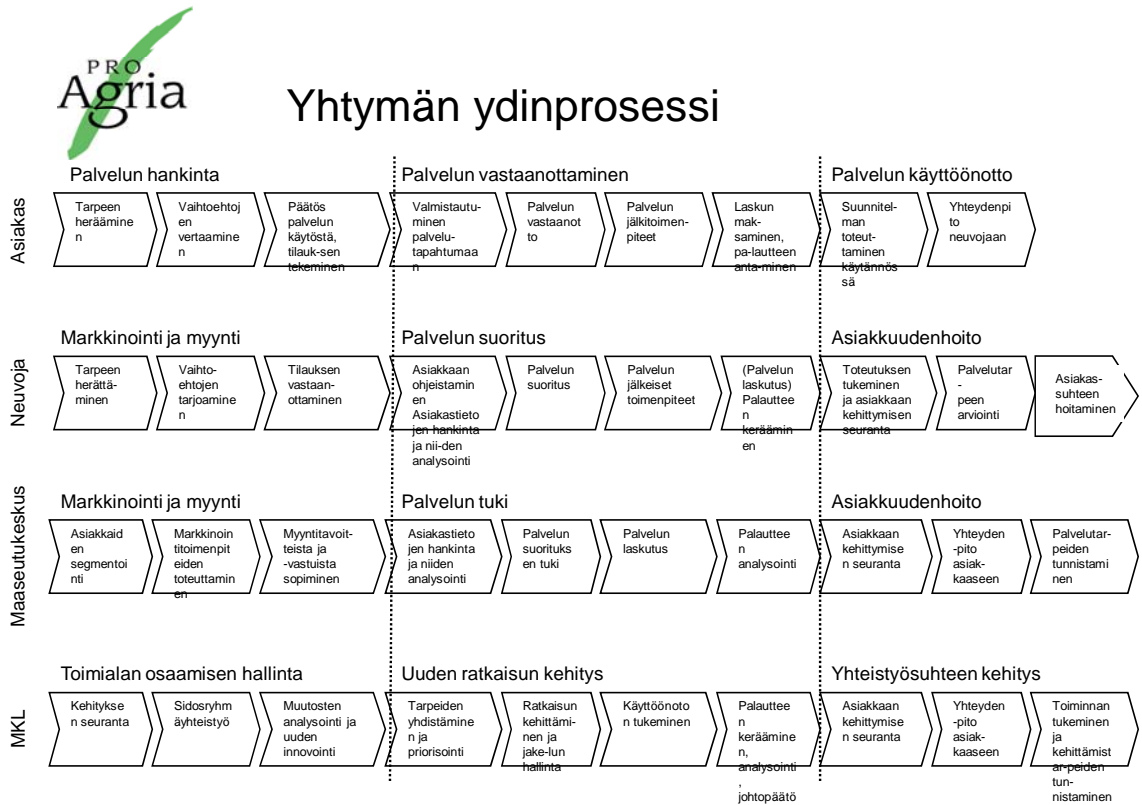 PRO
Agria
Yhtymän ydinprosessi
Asiakas
Palvelun hankinta
Tarpeen
heräämine
n
Vaihtoehtoj
en
vertaamine
n
Päätös
palvelun
käytöstä,
tilauk-sen
tekeminen
Palvelun vastaanottaminen
Valmistautu-
minen
palvelu-
tapahtumaa
n
Palvelun
vastaanot
to
Palvelun
jälkitoimen-
piteet
Laskun
mak-
saminen,
pa-lautteen
anta-minen
Palvelun käyttöönotto
Suunnitel-
man
toteut-
taminen
käytännös
sä
Yhteydenpi
to
neuvojaan
Neuvoja
Markkinointi ja myynti
Tarpeen
herättä-
minen
Vaihto-
ehtojen
tarjoamine
n
Tilauksen
vastaan-
ottaminen
Palvelun suoritus
Asiakkaan
ohjeistamin
en
Asiakastieto
jen hankinta
ja nii-den
analysointi
Palvelun
suoritus
Palvelun
jälkeiset
toimenpiteet
(Palvelun
laskutus)
Palauttee
n
keräämin
en
Asiakkuudenhoito
Toteutuksen
tukeminen
ja asiakkaan
kehittymisen
seuranta
Palvelutar
-
peen
arviointi
Asiakas-
suhteen
hoitaminen
Maaseutukeskus
Markkinointi ja myynti
Asiakkaid
en
segmentoi
nti
Markkinoin
titoimenpit
eiden
toteuttamin
en
Myyntitavoit-
teista ja
-vastuista
sopiminen
Palvelun tuki
Asiakastieto
jen hankinta
ja niiden
analysointi
Palvelun
suorituks
en tuki
Palvelun
laskutus
Palauttee
n
analysointi
Asiakkuudenhoito
Asiakkaan
kehittymise
n seuranta
Yhteyden
-pito
asiak-
kaaseen
Palvelutar-
peiden
tunnistami
nen
MKL
Toimialan osaamisen hallinta
Kehitykse
n seuranta
Sidosryhm
äyhteistyö
Muutosten
analysointi ja
uuden
innovointi
Uuden ratkaisun kehitys
Tarpeiden
yhdistämine
n ja
priorisointi
Ratkaisun
kehittämi-
nen ja
jake-lun
hallinta
Käyttöönoto
n tukeminen
Palauttee
n
kerääminen
n,
analysointi
,
johtopäätö
Yhteistyösuhteen kehitys
Asiakkaan
kehittymise
n seuranta
Yhteyden
-pito
asiak-
kaaseen
Toiminnan
tukeminen
ja
kehittämist
ar-peiden
tun-
nistaminen